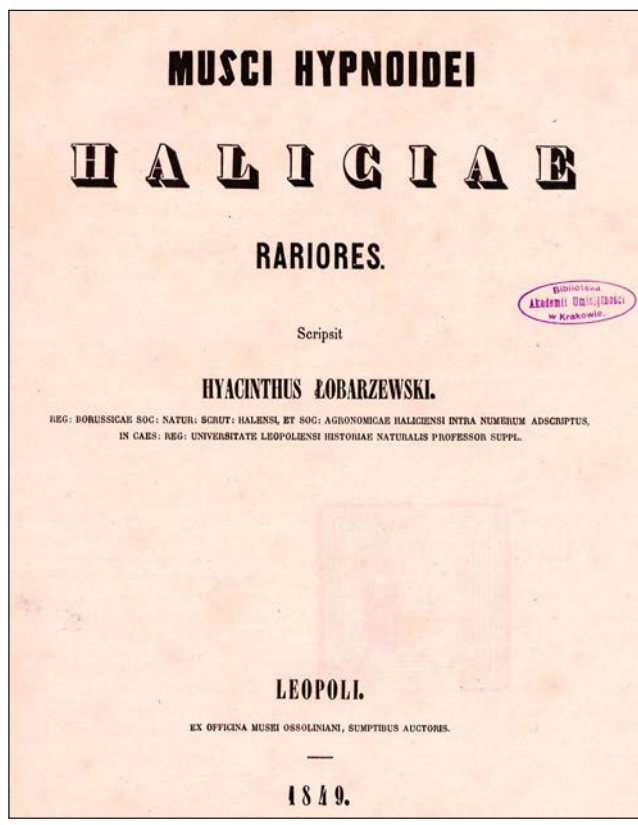 MUSCI HYPNOIDEI
HALICIAE
RARIORES.
Biblioteka
Akademii Umiejętności
w Krakowie.
Scripsit
HYACINTHUS ŁOBARZEWSKI.
REG: BORUSSICAE SOC: NATUR: SCRUT: HALENSI, ET SOC: AGRONOMICAE HALICIENSI INTRA NUMERUM ADSCRIPTUS,
IN CAES: REG: UNIVERSITATE LEOPOLIENSI HISTORIAE NATURALIS PROFESSOR SUPPL.
LEOPOLI.
EX OFFICINA MUSEI OSSOLINIANI, SUMPTIBUS AUCTORIS.
1849.